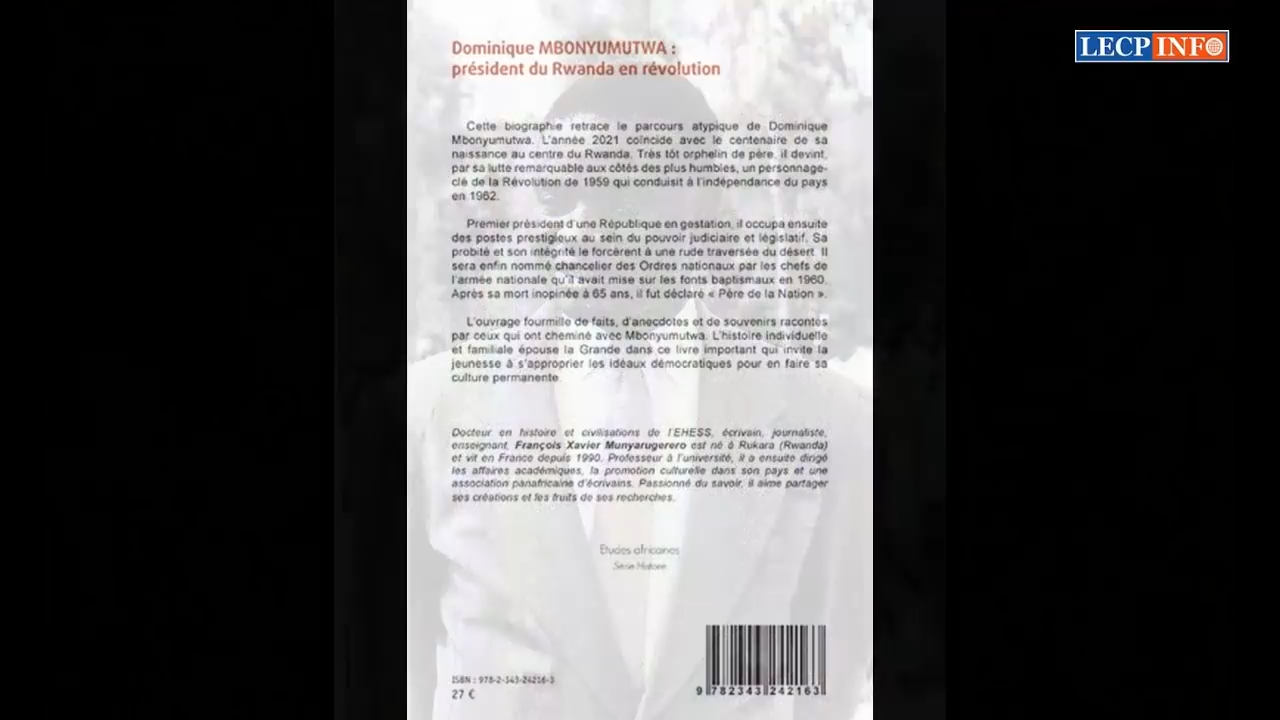 LECP INFO
Dominique MBONYUMUTWA :
président du Rwanda en révolution
Cette biographie retrace le parcours atypique de Dominique
Mbonyumutwa. L'année 2021 coïncide avec le centenaire de sa
naissance au centre du Rwanda. Très tôt orphelin de père, il devint,
par sa lutte remarquable aux côtés des plus humbles, un personnage-
clé de la Révolution de 1959 qui conduisit à l'indépendance du pays
en 1962.
Premier président d'une République en gestation, il occupa ensuite
des postes prestigieux au sein du pouvoir judiciaire et législatif. Sa
probité et son intégrité le forcèrent à une rude traversée du désert. Il
sera enfin nommé chancelier des Ordres nationaux par les chefs de
l'armée nationale qu'il avait mise sur les fonts baptismaux en 1960.
Après sa mort inopinée à 65 ans, il fut déclaré « Père de la Nation ».
L'ouvrage fourmille de faits, d'anecdotes et de souvenirs racontés
par ceux qui ont cheminé avec Mbonyumutwa. L'histoire individuelle
et familiale épouse la Grande dans ce livre important qui invite la
jeunesse à s'approprier les idéaux démocratiques pour en faire sa
culture permanente.
Docteur en histoire et civilisations de l'EHESS, écrivain, journaliste,
enseignant, François Xavier Munyarugerero est né à Rukara (Rwanda)
et vit en France depuis 1990. Professeur à l'université, il a ensuite dirigé
les affaires académiques, la promotion culturelle dans son pays et une
association panafricaine d'écrivains. Passionné du savoir, il aime partager
ses créations et les fruits de ses recherches.
Etudes africaines
Série Histoire
ISBN : 978-2-343-24216-3
27 €
9 782343 242163